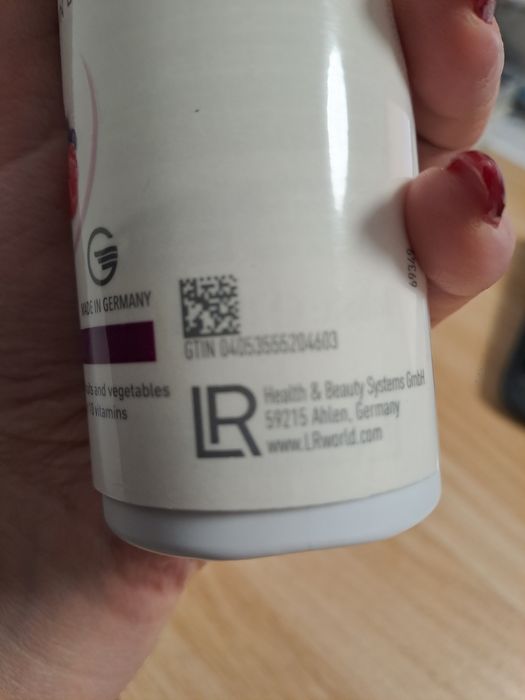 MADE IN GERMANY
GTIN 04053555204603
and vegetables
vitamins
LR
Health & Beauty Systems GmbH
59215 Ahlen, Germany
www.LRworld.com